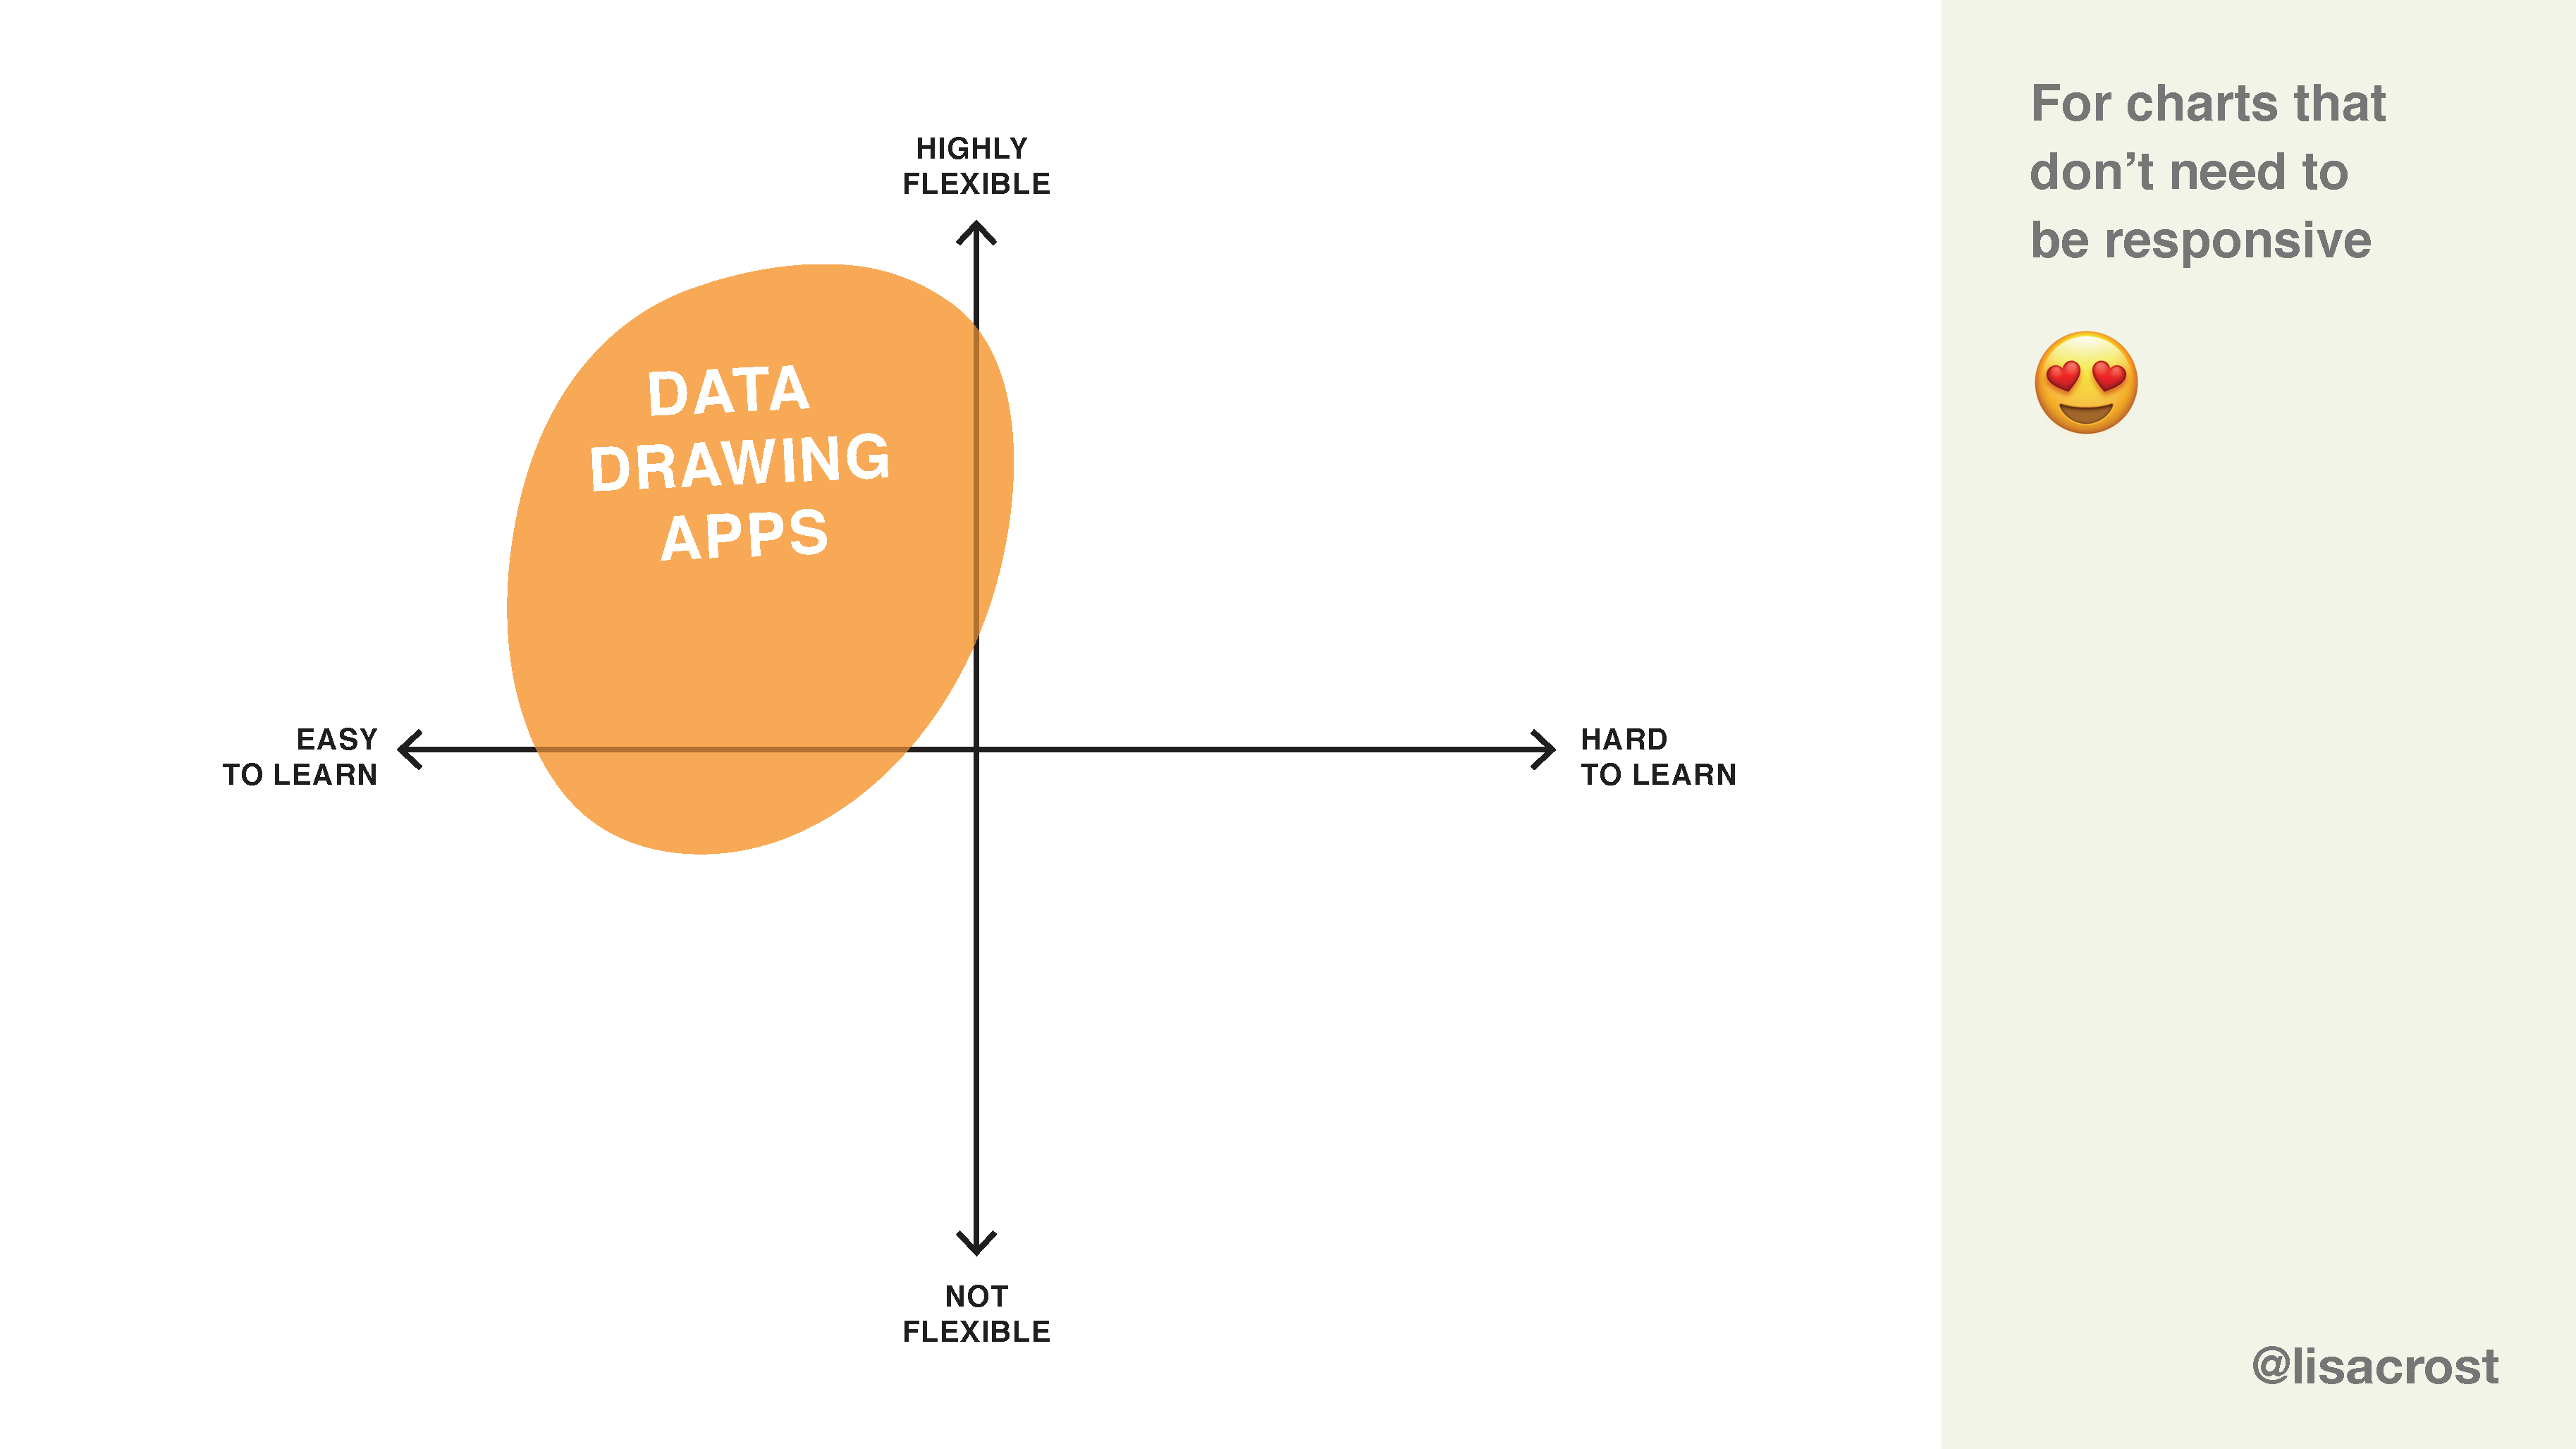 HIGHLY
FLEXIBLE
DATA
DRAWING
APPS
EASY
TO LEARN
HARD
TO LEARN
NOT
FLEXIBLE
For charts that
don’t need to
be responsive
@lisacrost